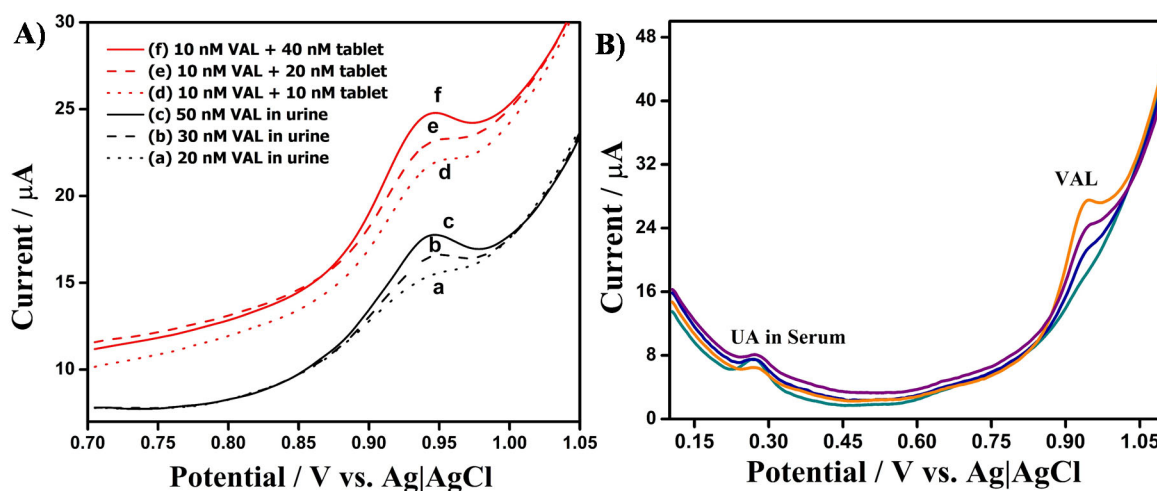 A)
30
25
20
15
10
Current / μA
(f) 10 nM VAL + 40 nM tablet
(e) 10 nM VAL + 20 nM tablet
(d) 10 nM VAL + 10 nM tablet
(c) 50 nM VAL in urine
(b) 30 nM VAL in urine
(a) 20 nM VAL in urine
f
e
d
c
b
a
0.70 0.75 0.80 0.85 0.90 0.95 1.00 1.05
Potential / V vs. Ag|AgCl
B)
48
40
32
24
16
8
0
Current / μA
VAL
UA in Serum
0.15 0.30 0.45 0.60 0.75 0.90 1.05
Potential / V vs. Ag|AgCl